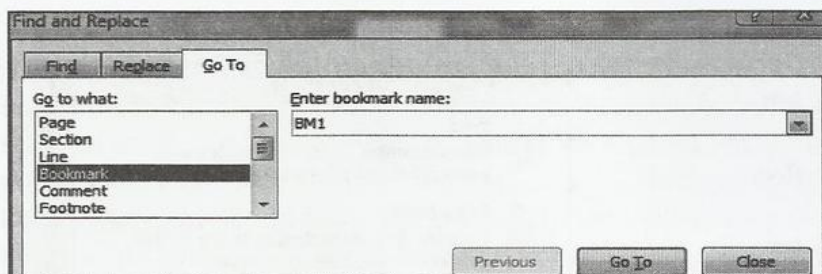 Find and Replace
Find Replace Go To
Go to what: Enter bookmark name:
Page BM1
Section
Line
Bookmark
Comment
Footnote
Previous Go To Close